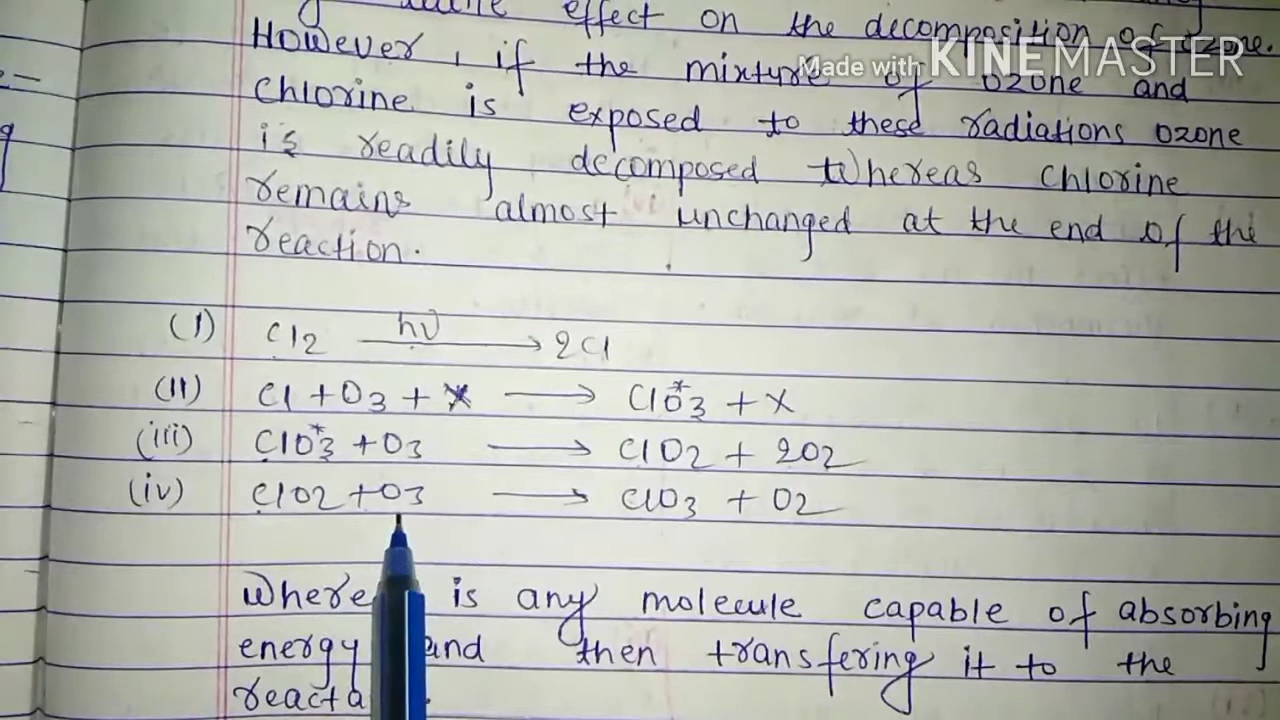 effect on the decomposition of ozone.
Made with KINEMASTER
However, if the mixture of ozone and
chlorine is exposed to these radiations ozone
is readily decomposed whereas chlorine
remains almost unchanged at the end of the
reaction.
(I) Cl2 hν → 2Cl
(II) Cl + O3 + X → ClO3* + X
(iii) ClO3* + O3 → ClO2 + 2O2
(iv) ClO2 + O3 → ClO3 + O2
Where is any molecule capable of absorbing
energy and then transfering it to the